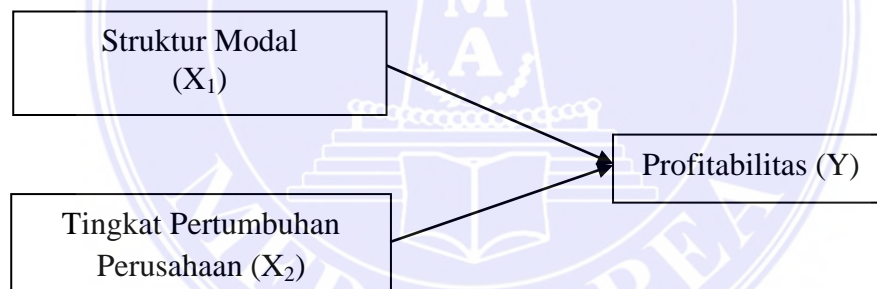 Struktur Modal
(X₁)
Profitabilitas (Y)
Tingkat Pertumbuhan
Perusahaan (X₂)
M
A